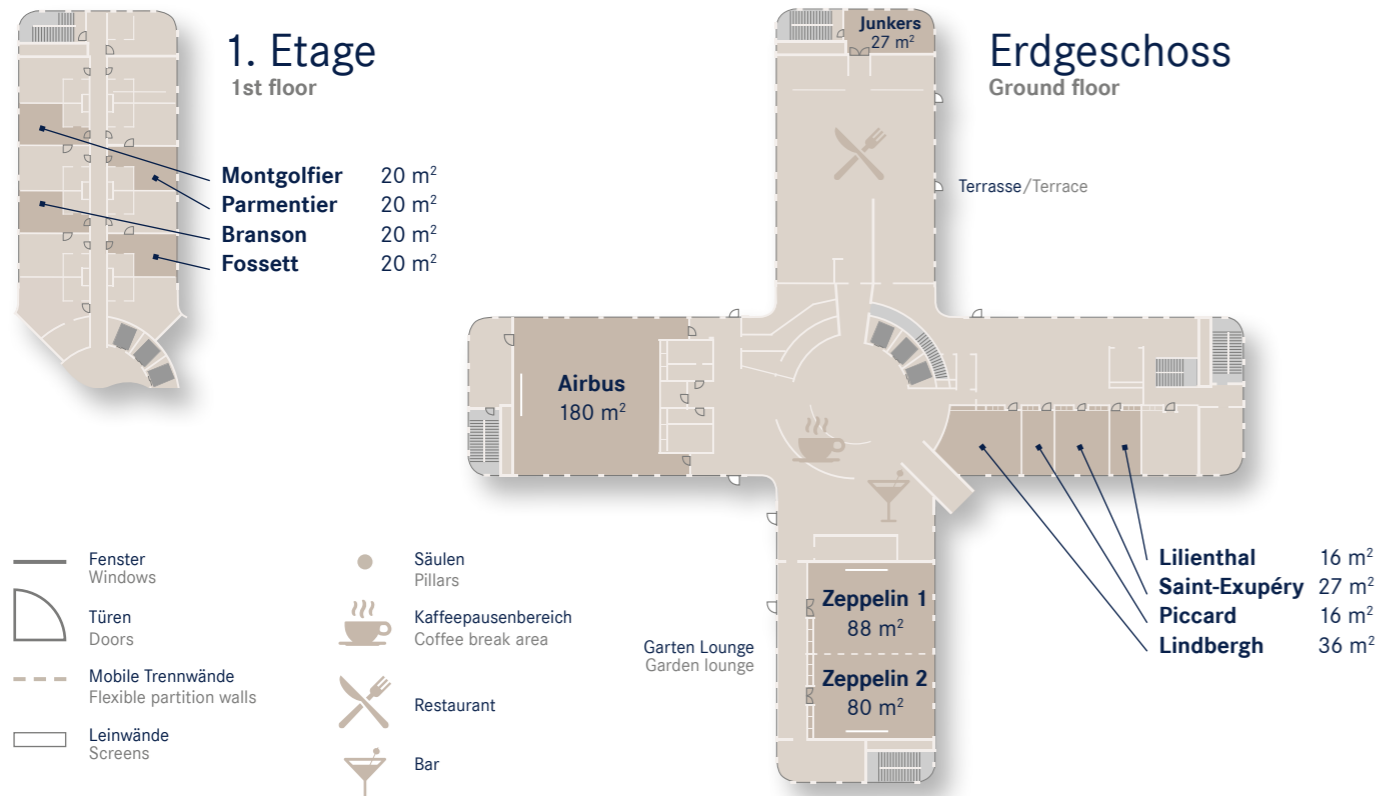 1. Etage
1st floor
Montgolfier 20 m²
Parmentier 20 m²
Branson 20 m²
Fossett 20 m²
Erdgeschoss
Ground floor
Junkers
27 m²
Terrasse/Terrace
Airbus
180 m²
Lilienthal 16 m²
Saint-Exupéry 27 m²
Piccard 16 m²
Lindbergh 36 m²
Zeppelin 1
88 m²
Zeppelin 2
80 m²
Garten Lounge
Garden lounge
Fenster
Windows
Türen
Doors
Mobile Trennwände
Flexible partition walls
Leinwände
Screens
Säulen
Pillars
Kaffeepausenbereich
Coffee break area
Restaurant
Bar